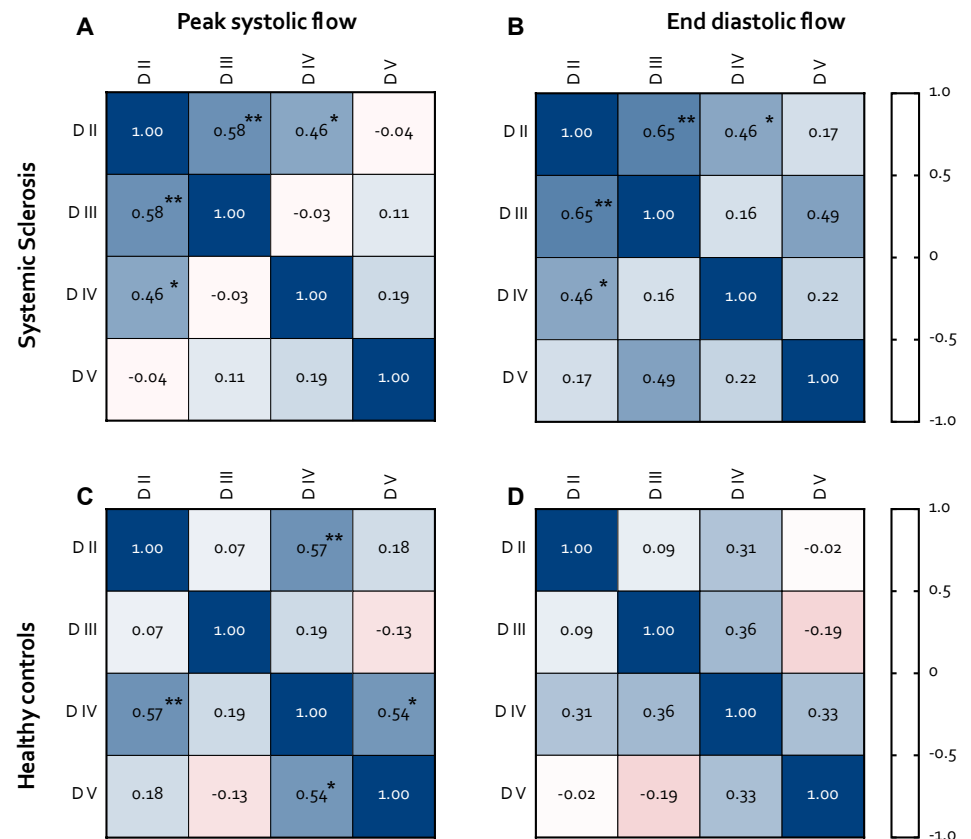 A Peak systolic flow B End diastolic flow
D II D III D IV D V D II D III D IV D V
Systemic Sclerosis
D II 1.00 0.58** 0.46* -0.04 D II 1.00 0.65** 0.46* 0.17
D III 0.58** 1.00 -0.03 0.11 D III 0.65** 1.00 0.16 0.49
D IV 0.46* -0.03 1.00 0.19 D IV 0.46* 0.16 1.00 0.22
D V -0.04 0.11 0.19 1.00 D V 0.17 0.49 0.22 1.00
1.0
0.5
0
-0.5
-1.0
C D
D II D III D IV D V D II D III D IV D V
Healthy controls
D II 1.00 0.07 0.57** 0.18 D II 1.00 0.09 0.31 -0.02
D III 0.07 1.00 0.19 -0.13 D III 0.09 1.00 0.36 -0.19
D IV 0.57** 0.19 1.00 0.54* D IV 0.31 0.36 1.00 0.33
D V 0.18 -0.13 0.54* 1.00 D V -0.02 -0.19 0.33 1.00
1.0
0.5
0
-0.5
-1.0